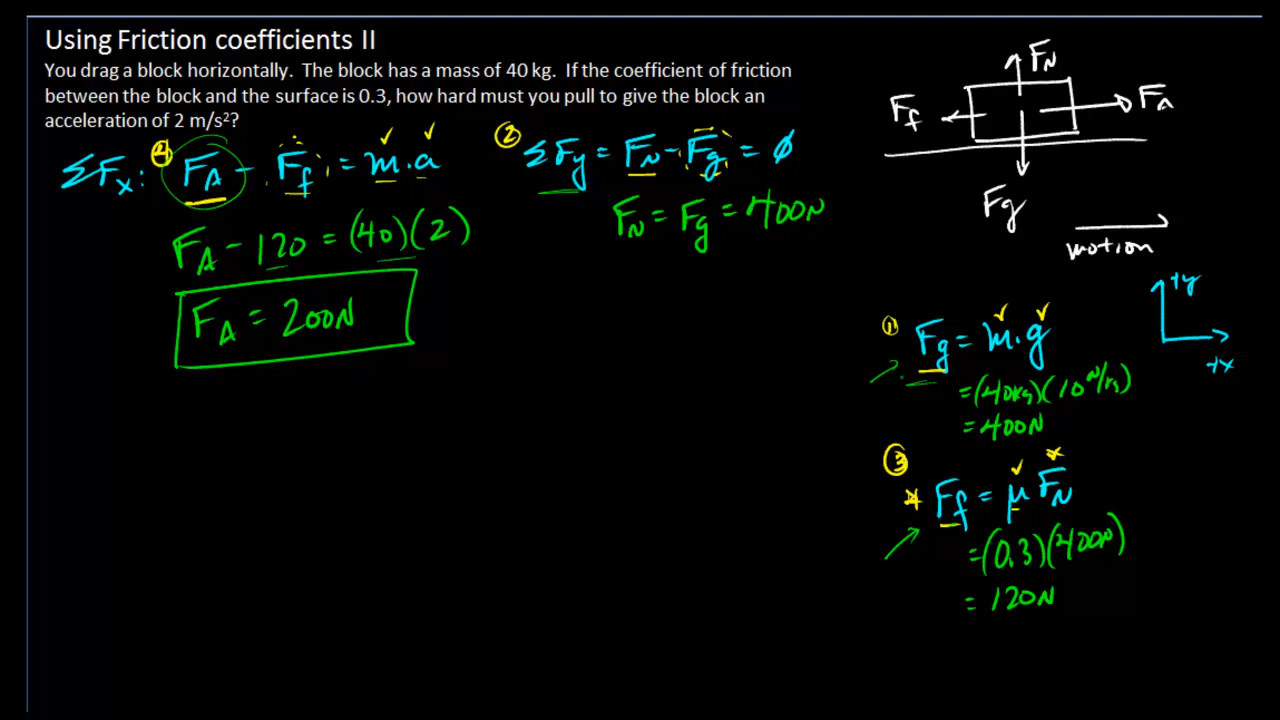 Using Friction coefficients II
You drag a block horizontally. The block has a mass of 40 kg. If the coefficient of friction
between the block and the surface is 0.3, how hard must you pull to give the block an
acceleration of 2 m/s²?
ΣFx: ④ FA - Ff = m·a
FA - 120 = (40)(2)
FA = 200N
② ΣFy = FN - Fg = ∅
FN = Fg = 400N
FN
Ff
FA
Fg
motion
+y
+x
① Fg = m·g
= (40kg)(10 N/kg)
= 400N
③
* Ff = μ FN
= (0.3)(400N)
= 120N